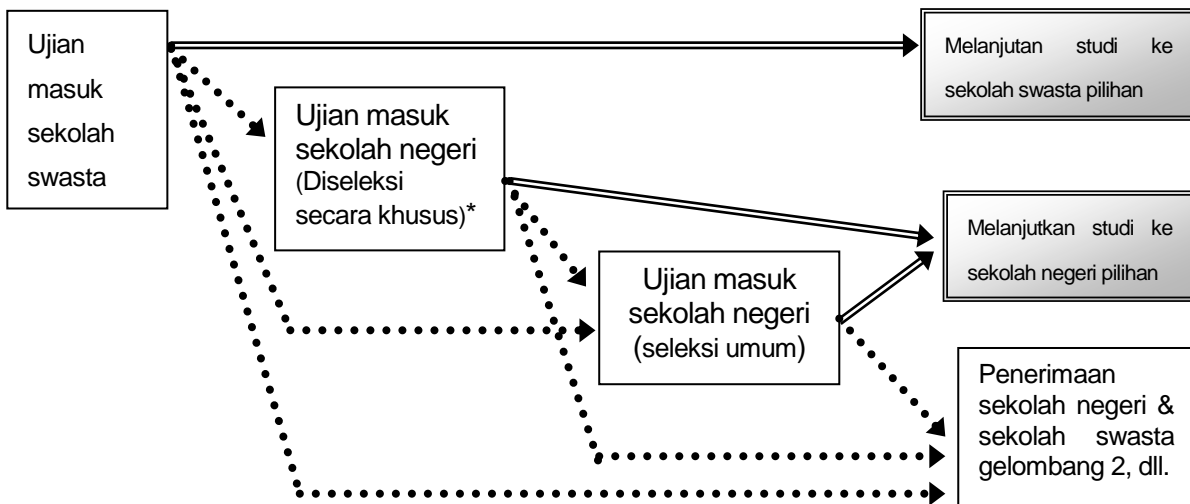 Ujian
masuk
sekolah
swasta
Melanjutan studi ke
sekolah swasta pilihan
Ujian masuk
sekolah negeri
(Diseleksi
secara khusus)*
Melanjutkan studi ke
sekolah negeri pilihan
Ujian masuk
sekolah negeri
(seleksi umum)
Penerimaan
sekolah negeri &
sekolah swasta
gelombang 2, dll.